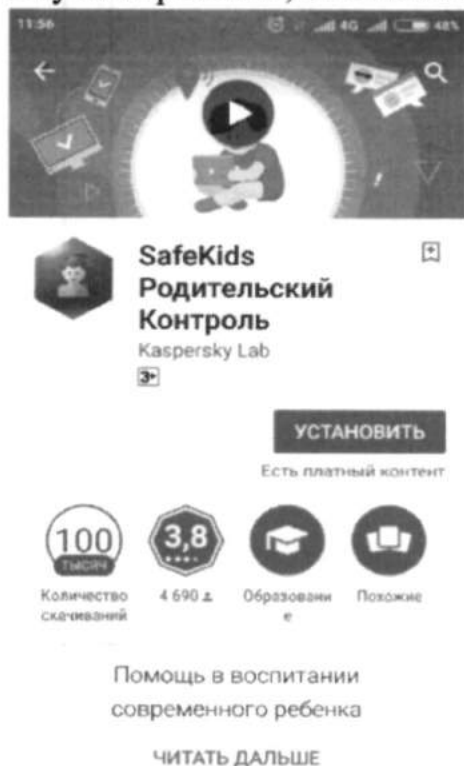 11:56
4G
48%
SafeKids
Родительский
Контроль
Kaspersky Lab
3+
УСТАНОВИТЬ
Есть платный контент
100
ТЫСЯЧ
3,8
Количество
скачиваний
4 690
Образовани
е
Похожие
Помощь в воспитании
современного ребенка
ЧИТАТЬ ДАЛЬШЕ